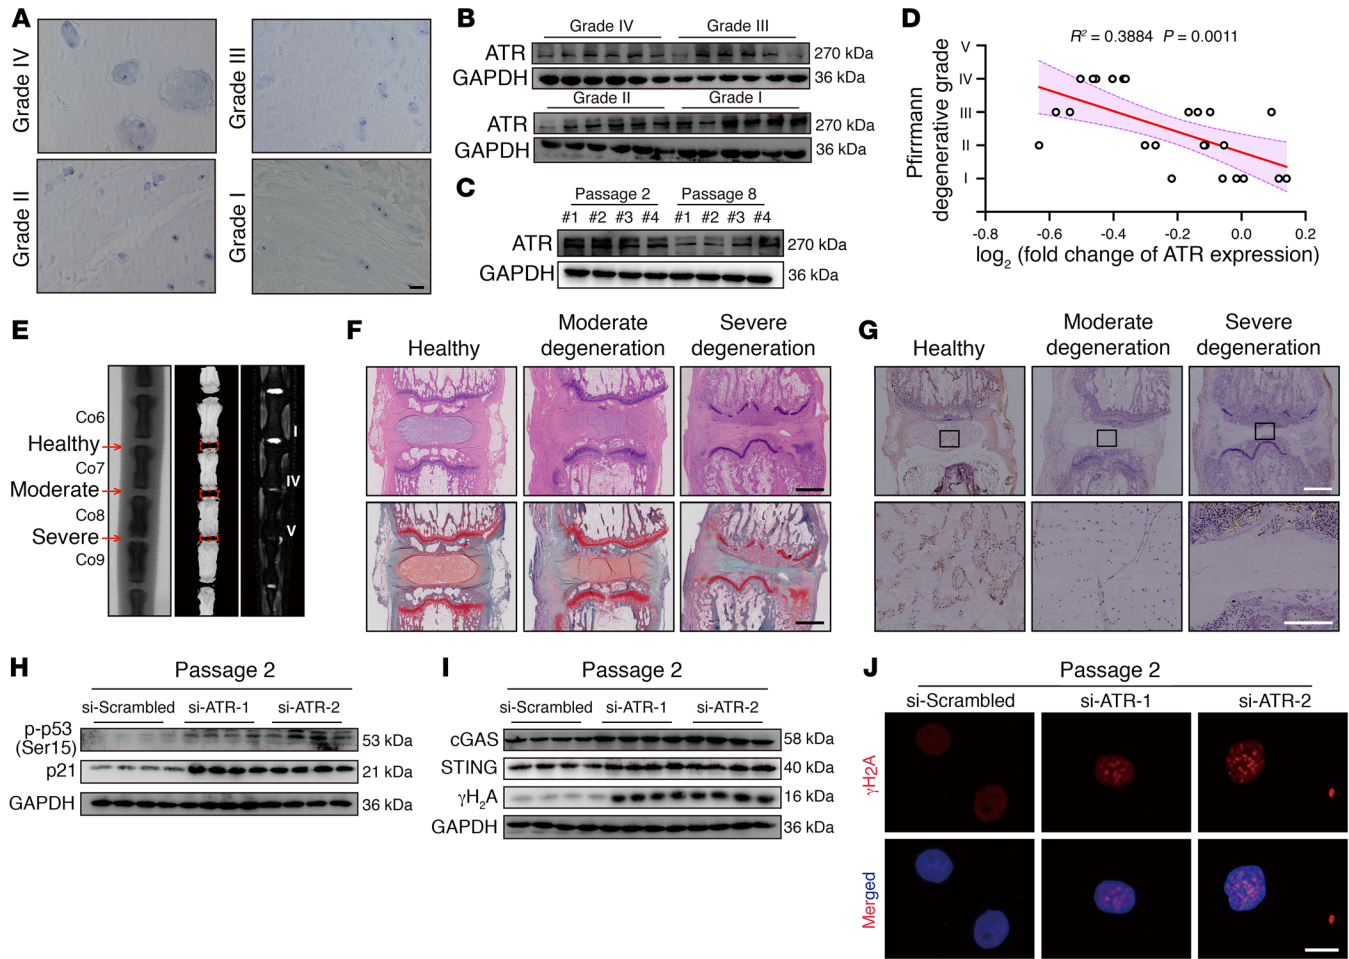 A
Grade IV
Grade III
Grade II
Grade I
B
Grade IV
Grade III
ATR
270 kDa
GAPDH
36 kDa
Grade II
Grade I
ATR
270 kDa
GAPDH
36 kDa
C
Passage 2
Passage 8
#1 #2 #3 #4 #1 #2 #3 #4
ATR
270 kDa
GAPDH
36 kDa
D
R² = 0.3884 P = 0.0011
Pfirrmann
degenerative grade
V
IV
III
II
I
-0.8 -0.6 -0.4 -0.2 0.0 0.2
log₂ (fold change of ATR expression)
E
Co6
Healthy
Co7
Moderate
Co8
Severe
Co9
I
IV
V
F
Healthy
Moderate
degeneration
Severe
degeneration
G
Healthy
Moderate
degeneration
Severe
degeneration
H
Passage 2
si-Scrambled si-ATR-1 si-ATR-2
p-p53
(Ser15)
53 kDa
p21
21 kDa
GAPDH
36 kDa
I
Passage 2
si-Scrambled si-ATR-1 si-ATR-2
cGAS
58 kDa
STING
40 kDa
γH₂A
16 kDa
GAPDH
36 kDa
J
Passage 2
si-Scrambled
si-ATR-1
si-ATR-2
γH2A
Merged